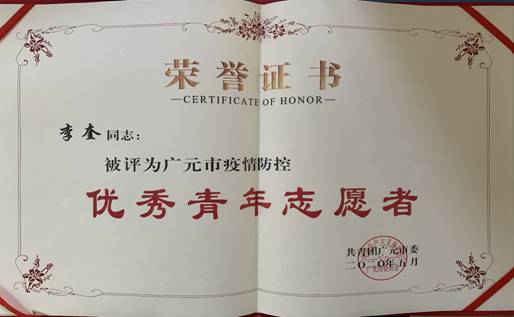 荣誉证书
—CERTIFICATE OF HONOR—
李奎同志：
被评为广元市疫情防控
优秀青年志愿者
共青团广元市委
二〇二〇年五月